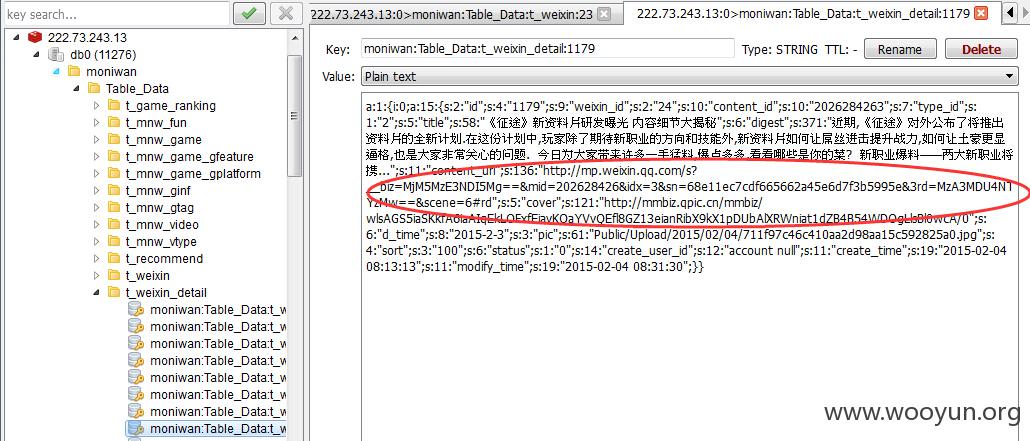 key search...
222.73.243.13:0>moniwan:Table_Data:t_weixin:23
222.73.243.13:0>moniwan:Table_Data:t_weixin_detail:1179
222.73.243.13
db0 (11276)
moniwan
Table_Data
t_game_ranking
t_mnw_fun
t_mnw_game
t_mnw_game_gfeature
t_mnw_game_gplatform
t_mnw_ginf
t_mnw_gtag
t_mnw_video
t_mnw_vtype
t_recommend
t_weixin
t_weixin_detail
moniwan:Table_Data:t_w
moniwan:Table_Data:t_w
moniwan:Table_Data:t_w
moniwan:Table_Data:t_w
moniwan:Table_Data:t_w
moniwan:Table_Data:t_w
moniwan:Table_Data:t_w
moniwan:Table_Data:t_w
Key: moniwan:Table_Data:t_weixin_detail:1179 Type: STRING TTL: - Rename Delete
Value: Plain text
a:1:{i:0;a:15:{s:2:"id";s:4:"1179";s:9:"weixin_id";s:2:"24";s:10:"content_id";s:10:"2026284263";s:7:"type_id";s:
1:"2";s:5:"title";s:58:"《征途》新资料片研发曝光 内容细节大揭秘";s:6:"digest";s:371:"近期,《征途》对外公布了将推出
资料片的全新计划.在这份计划中,玩家除了期待新职业的方向和技能外,新资料片如何让屌丝进击提升战力,如何让土豪更显
逼格,也是大家非常关心的问题. 今日为大家带来许多一手猛料,爆点多多,看看哪些是你的菜? 新职业爆料——两大新职业将
携...";s:11:"content_url";s:136:"http://mp.weixin.qq.com/s?
__biz=MjM5MzE3NDI5Mg==&mid=202628426&idx=3&sn=68e11ec7cdf665662a45e6d7f3b5995e&3rd=MzA3MDU4NT
YzMw==&scene=6#rd";s:5:"cover";s:121:"http://mmbiz.qpic.cn/mmbiz/
s:
6:"d_time";s:8:"2015-2-3";s:3:"pic";s:61:"Public/Upload/2015/02/04/711f97c46c410aa2d98aa15c592825a0.jpg";s:
4:"sort";s:3:"100";s:6:"status";s:1:"0";s:14:"create_user_id";s:12:"account null";s:11:"create_time";s:19:"2015-02-04
08:13:13";s:11:"modify_time";s:19:"2015-02-04 08:31:30";}}
www.wooyun.org